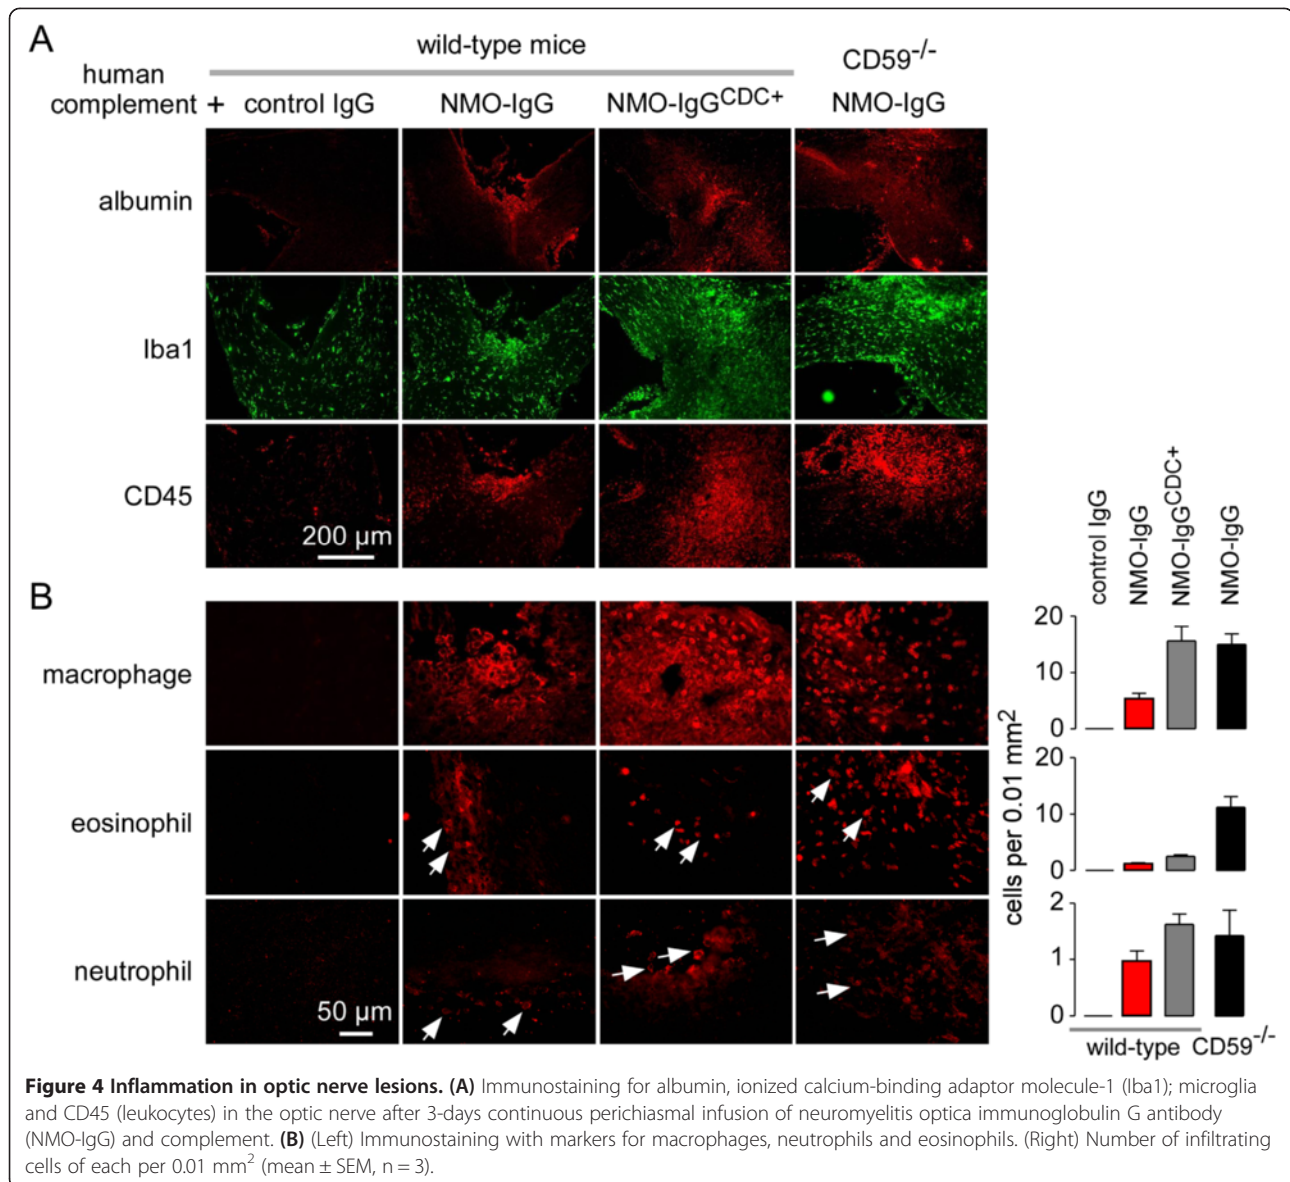 A
wild-type mice
CD59-/-
human
complement + control IgG NMO-IgG NMO-IgGCDC+ NMO-IgG
albumin
Iba1
CD45
200 µm
B
macrophage
eosinophil
neutrophil
50 µm
control IgG
NMO-IgG
NMO-IgGCDC+
NMO-IgG
cells per 0.01 mm2
20
10
0
20
10
0
2
1
0
wild-type CD59-/-
Figure 4 Inflammation in optic nerve lesions. (A) Immunostaining for albumin, ionized calcium-binding adaptor molecule-1 (Iba1); microglia
and CD45 (leukocytes) in the optic nerve after 3-days continuous perichiasmal infusion of neuromyelitis optica immunoglobulin G antibody
(NMO-IgG) and complement. (B) (Left) Immunostaining with markers for macrophages, neutrophils and eosinophils. (Right) Number of infiltrating
cells of each per 0.01 mm2 (mean ± SEM, n = 3).